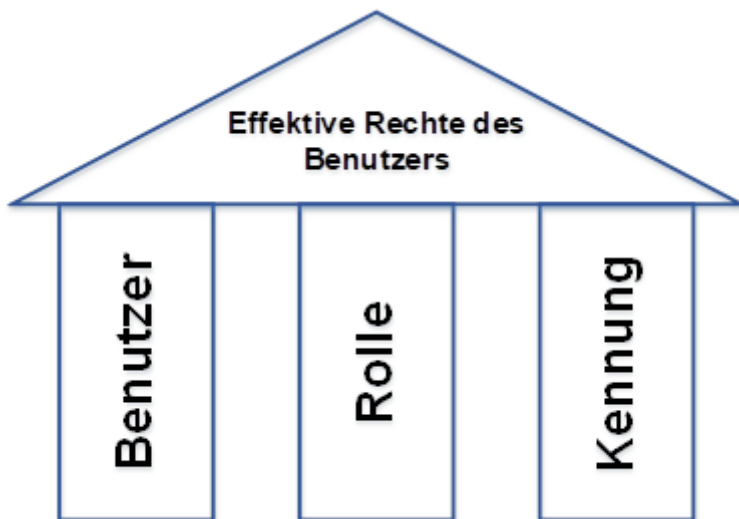 Effektive Rechte des
Benutzers
Benutzer
Rolle
Kennung